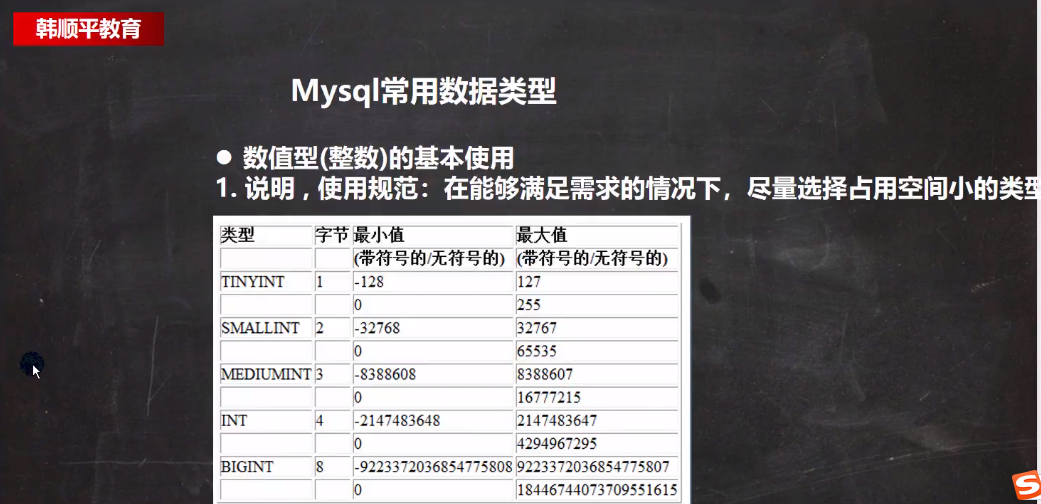 韩顺平教育
Mysql常用数据类型
● 数值型(整数)的基本使用
1. 说明，使用规范：在能够满足需求的情况下，尽量选择占用空间小的类型
类型 字节 最小值 最大值
(带符号的/无符号的) (带符号的/无符号的)
TINYINT 1 -128 127
0 255
SMALLINT 2 -32768 32767
0 65535
MEDIUMINT 3 -8388608 8388607
0 16777215
INT 4 -2147483648 2147483647
0 4294967295
BIGINT 8 -9223372036854775808 9223372036854775807
0 18446744073709551615